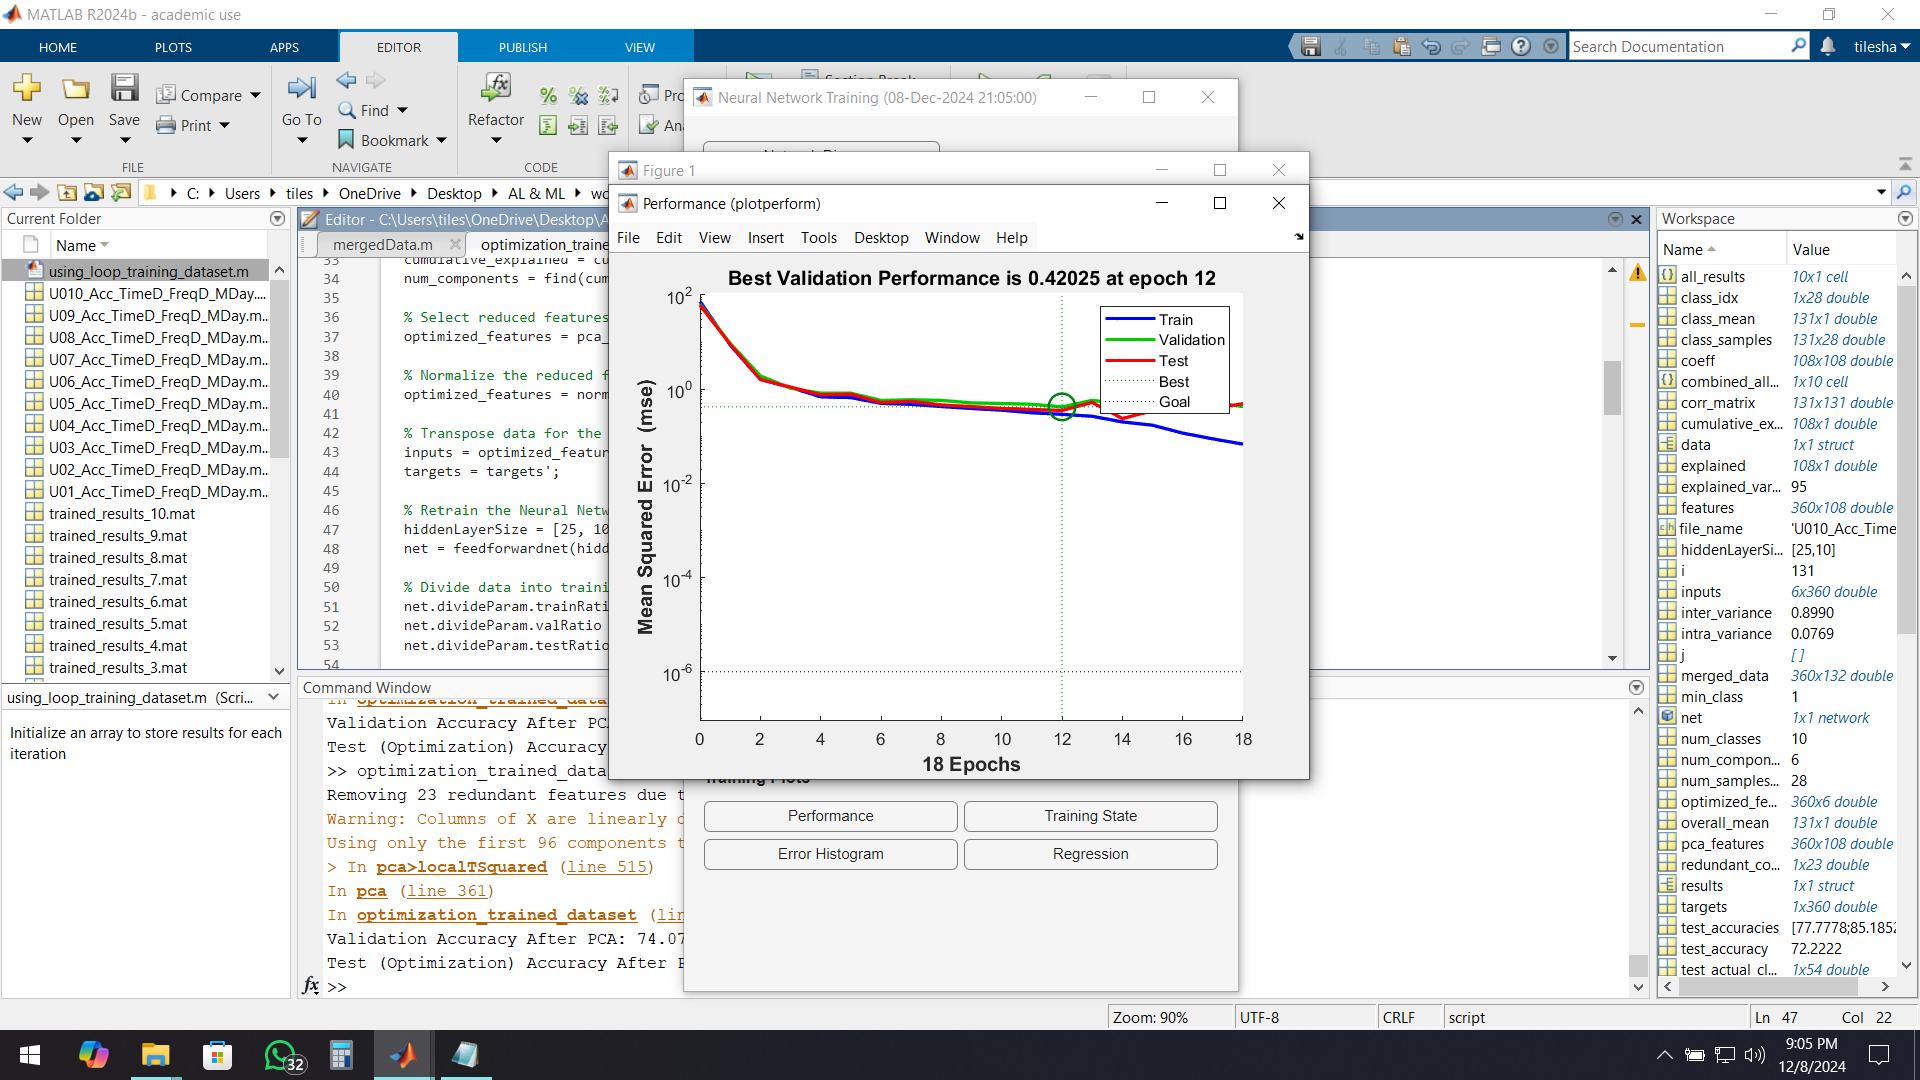 MATLAB R2024b - academic use
HOME PLOTS APPS EDITOR PUBLISH VIEW
Search Documentation
tilesha
New Open Save Compare Print
Go To Find Bookmark
Refactor
FILE NAVIGATE CODE
C: Users tiles OneDrive Desktop AL & ML
Current Folder
Name
using_loop_training_dataset.m
U010_Acc_TimeD_FreqD_MDay....
U09_Acc_TimeD_FreqD_MDay.m...
U08_Acc_TimeD_FreqD_MDay.m...
U07_Acc_TimeD_FreqD_MDay.m...
U06_Acc_TimeD_FreqD_MDay.m...
U05_Acc_TimeD_FreqD_MDay.m...
U04_Acc_TimeD_FreqD_MDay.m...
U03_Acc_TimeD_FreqD_MDay.m...
U02_Acc_TimeD_FreqD_MDay.m...
U01_Acc_TimeD_FreqD_MDay.m...
trained_results_10.mat
trained_results_9.mat
trained_results_8.mat
trained_results_7.mat
trained_results_6.mat
trained_results_5.mat
trained_results_4.mat
trained_results_3.mat
using_loop_training_dataset.m (Scri...
Initialize an array to store results for each
iteration
Editor - C:\Users\tiles\OneDrive\Desktop\A
mergedData.m
33
34 num_components = find(cum
35
36 % Select reduced features
37 optimized_features = pca_
38
39 % Normalize the reduced f
40 optimized_features = norm
41
42 % Transpose data for the
43 inputs = optimized_featur
44 targets = targets';
45
46 % Retrain the Neural Netw
47 hiddenLayerSize = [25, 10
48 net = feedforwardnet(hidd
49
50 % Divide data into traini
51 net.divideParam.trainRati
52 net.divideParam.valRatio
53 net.divideParam.testRatio
54
Command Window
Validation Accuracy After PC
Test (Optimization) Accuracy
>> optimization_trained_data
Removing 23 redundant features due t
Warning: Columns of X are linearly d
Using only the first 96 components t
> In pca>localTSquared (line 515)
In pca (line 361)
In optimization_trained_dataset (lin
Validation Accuracy After PCA: 74.07
Test (Optimization) Accuracy After P
fx >>
Neural Network Training (08-Dec-2024 21:05:00)
Figure 1
Performance (plotperform)
File Edit View Insert Tools Desktop Window Help
Best Validation Performance is 0.42025 at epoch 12
Train
Validation
Test
Best
Goal
Mean Squared Error (mse)
10^2
10^0
10^-2
10^-4
10^-6
0 2 4 6 8 10 12 14 16 18
18 Epochs
Training Plots
Performance Training State
Error Histogram Regression
Workspace
Name Value
all_results 10x1 cell
class_idx 1x28 double
class_mean 131x1 double
class_samples 131x28 double
coeff 108x108 double
combined_all... 1x10 cell
corr_matrix 131x131 double
cumulative_ex... 108x1 double
data 1x1 struct
explained 108x1 double
explained_var... 95
features 360x108 double
file_name 'U010_Acc_Time
hiddenLayerSi... [25,10]
i 131
inputs 6x360 double
inter_variance 0.8990
intra_variance 0.0769
j []
merged_data 360x132 double
min_class 1
net 1x1 network
num_classes 10
num_compon... 6
num_samples... 28
optimized_fe... 360x6 double
overall_mean 131x1 double
pca_features 360x108 double
redundant_co... 1x23 double
results 1x1 struct
targets 1x360 double
test_accuracies [77.7778;85.1852
test_accuracy 72.2222
test_actual_cl... 1x54 double
Zoom: 90% UTF-8 CRLF script Ln 47 Col 22
32
9:05 PM
12/8/2024